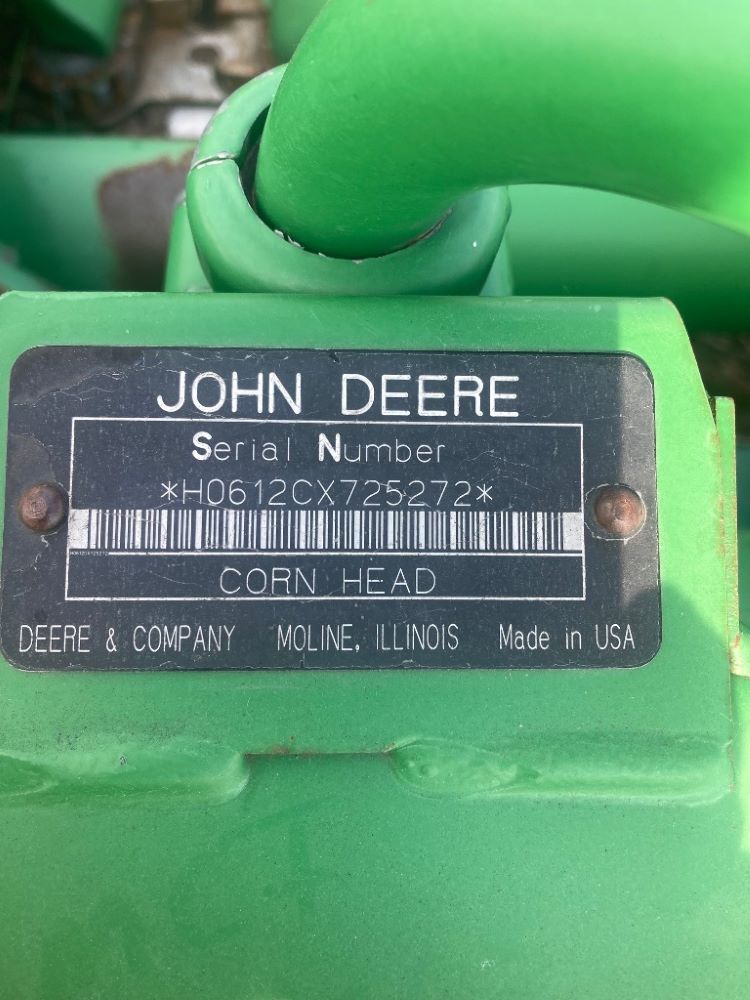 JOHN DEERE
Serial Number
*H0612CX725272*
CORN HEAD
DEERE & COMPANY MOLINE, ILLINOIS Made in USA